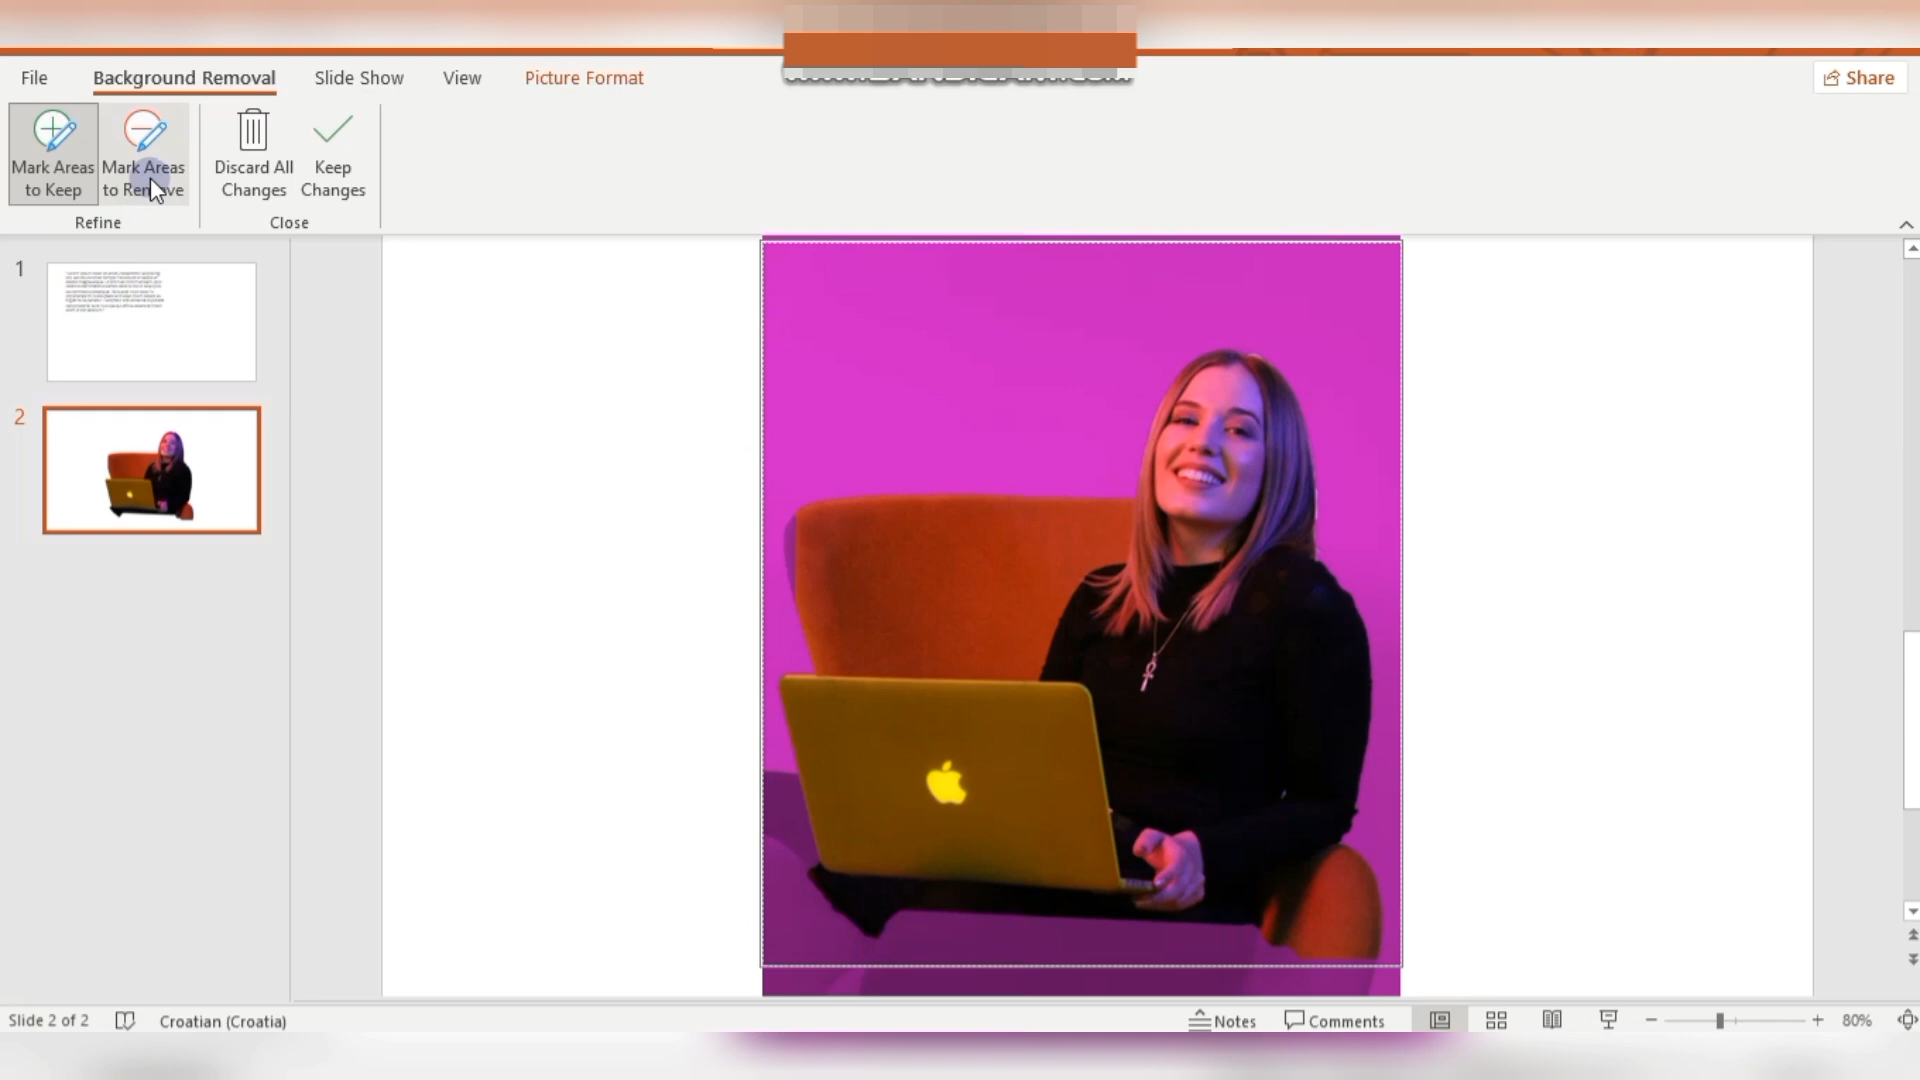 File Background Removal Slide Show View Picture Format Share
Mark Areas to Keep Mark Areas to Remove Discard All Changes Keep Changes
Refine Close
1
2
Slide 2 of 2 Croatian (Croatia) Notes Comments 80%